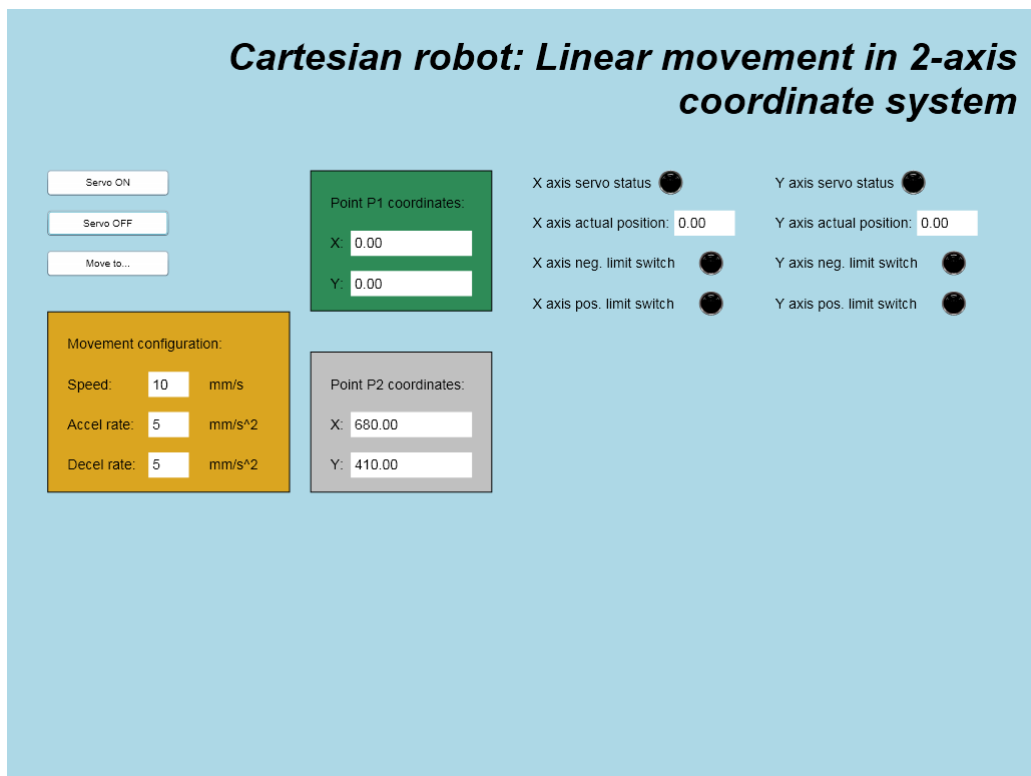 Cartesian robot: Linear movement in 2-axis
coordinate system
Servo ON
Servo OFF
Move to...
Movement configuration:
Speed: 10 mm/s
Accel rate: 5 mm/s^2
Decel rate: 5 mm/s^2
Point P1 coordinates:
X: 0.00
Y: 0.00
Point P2 coordinates:
X: 680.00
Y: 410.00
X axis servo status
X axis actual position: 0.00
X axis neg. limit switch
X axis pos. limit switch
Y axis servo status
Y axis actual position: 0.00
Y axis neg. limit switch
Y axis pos. limit switch